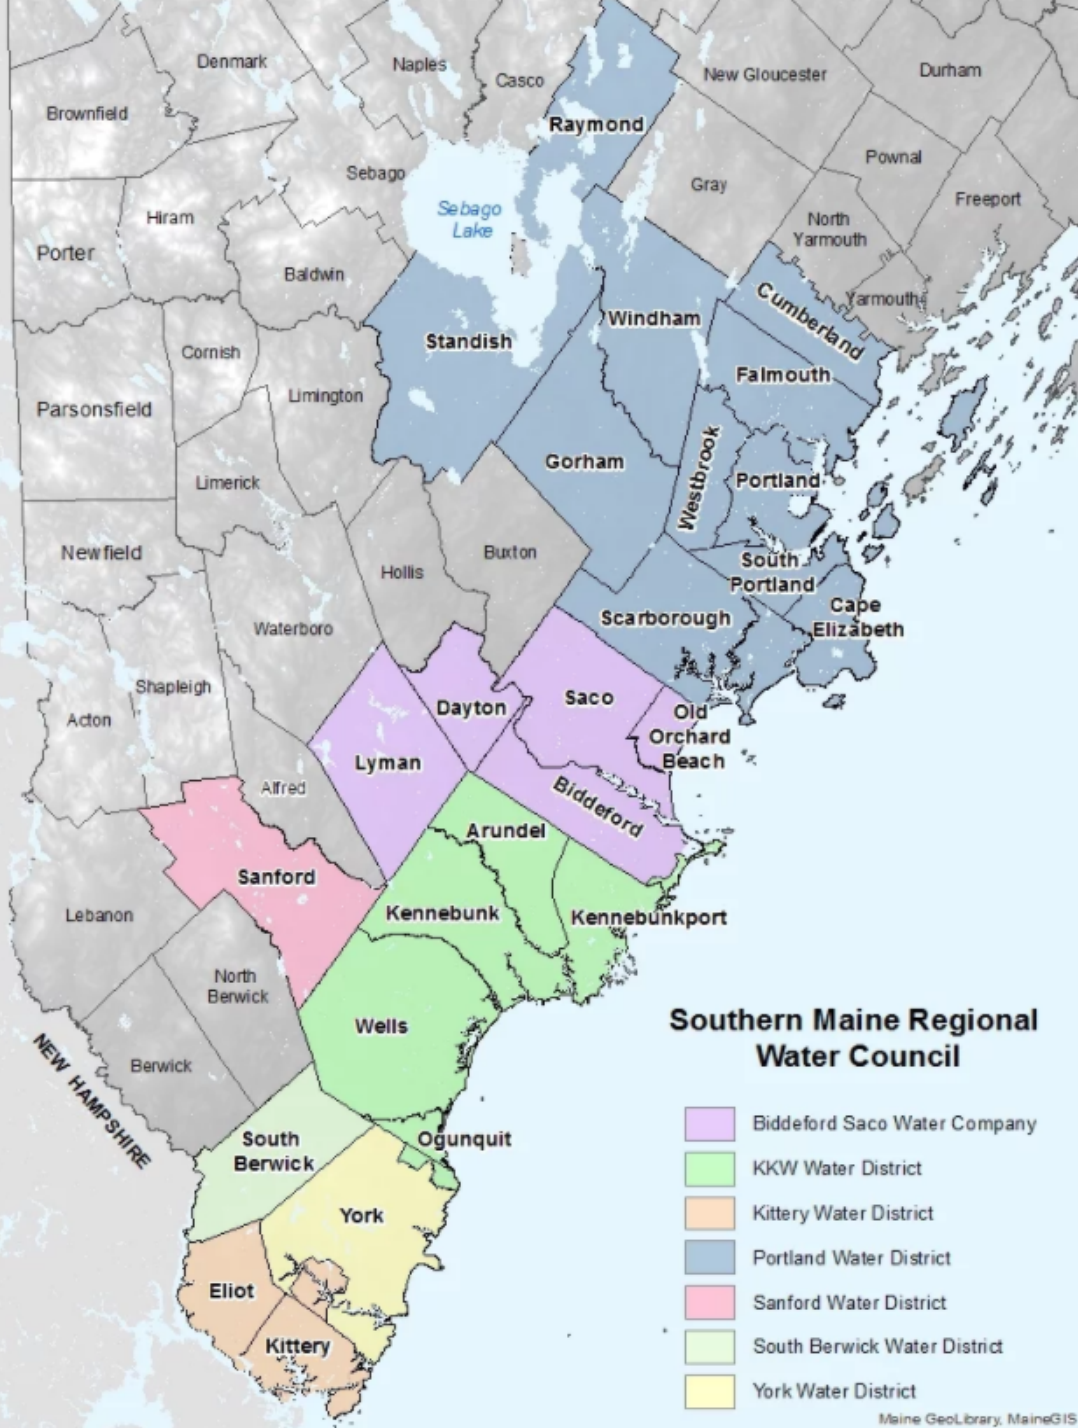 Denmark
Naples
Casco
New Gloucester
Durham
Brownfield
Raymond
Pownal
Sebago
Gray
Freeport
Hiram
Sebago
Lake
North
Yarmouth
Porter
Baldwin
Yarmouth
Cumberland
Windham
Standish
Cornish
Falmouth
Limington
Parsonsfield
Westbrook
Gorham
Limerick
Portland
Newfield
Buxton
Hollis
South
Portland
Cape
Elizabeth
Scarborough
Waterboro
Shapleigh
Saco
Dayton
Old
Orchard
Beach
Acton
Lyman
Alfred
Biddeford
Arundel
Sanford
Lebanon
Kennebunk
Kennebunkport
North
Berwick
Wells
Berwick
NEW HAMPSHIRE
South
Berwick
Ogunquit
York
Eliot
Kittery
Southern Maine Regional
Water Council
Biddeford Saco Water Company
KKW Water District
Kittery Water District
Portland Water District
Sanford Water District
South Berwick Water District
York Water District
Maine GeoLibrary, MaineGIS